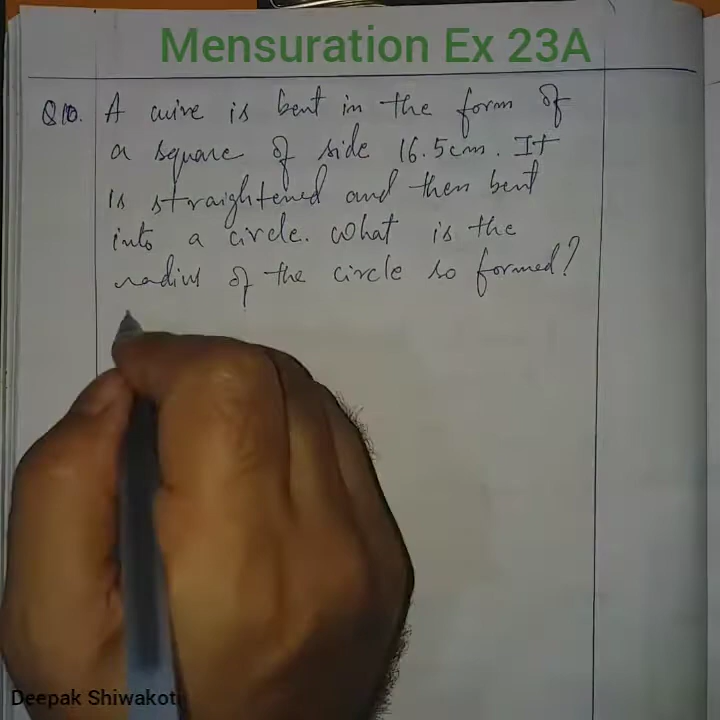 Mensuration Ex 23A
Q10. A wire is bent in the form of
a square of side 16.5cm. It
is straightened and then bent
into a circle. What is the
radius of the circle so formed?
Deepak Shiwakoti